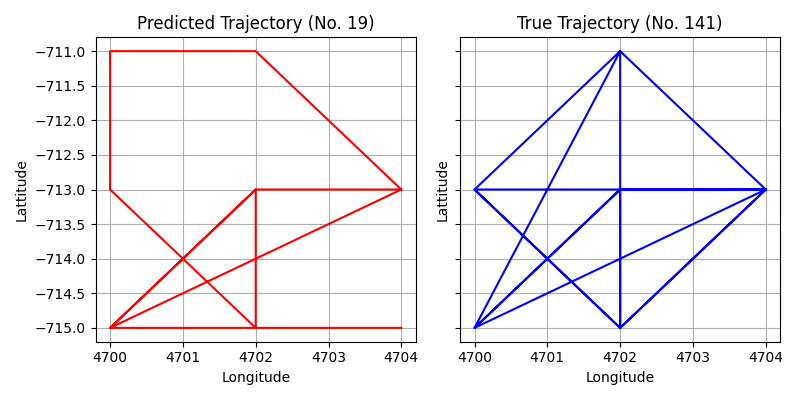 Predicted Trajectory (No. 19)
True Trajectory (No. 141)
−711.0
−711.5
−712.0
−712.5
−713.0
−713.5
−714.0
−714.5
−715.0
Lattitude
Lattitude
4700 4701 4702 4703 4704
4700 4701 4702 4703 4704
Longitude
Longitude